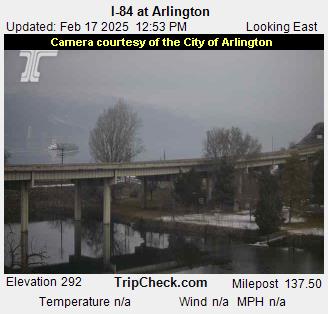 I-84 at Arlington
Updated: Feb 17 2025 12:53 PM Looking East
Camera courtesy of the City of Arlington
Elevation 292 TripCheck.com Milepost 137.50
Temperature n/a Wind n/a MPH n/a